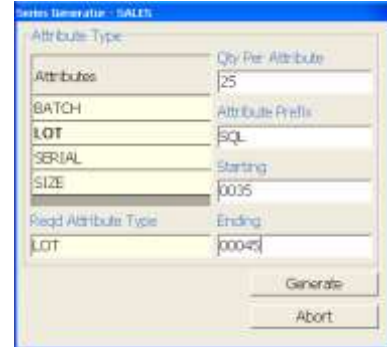 Series Generator - SALES
Attribute Type
Attributes
BATCH
LOT
SERIAL
SIZE
Reqd Attribute Type
LOT
Qty Per Attribute
25
Attribute Prefix
SQL
Starting
0035
Ending
00045
Generate
Abort